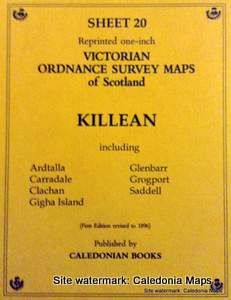 SHEET 20
Reprinted one-inch
VICTORIAN
ORDNANCE SURVEY MAPS
of Scotland
KILLEAN
including
Ardtalla
Carradale
Clachan
Gigha Island
Glenbarr
Grogport
Saddell
(First Edition revised to 1896)
Published by
CALEDONIAN BOOKS
Site watermark: Caledonia Maps
Site watermark: Caledonia Maps